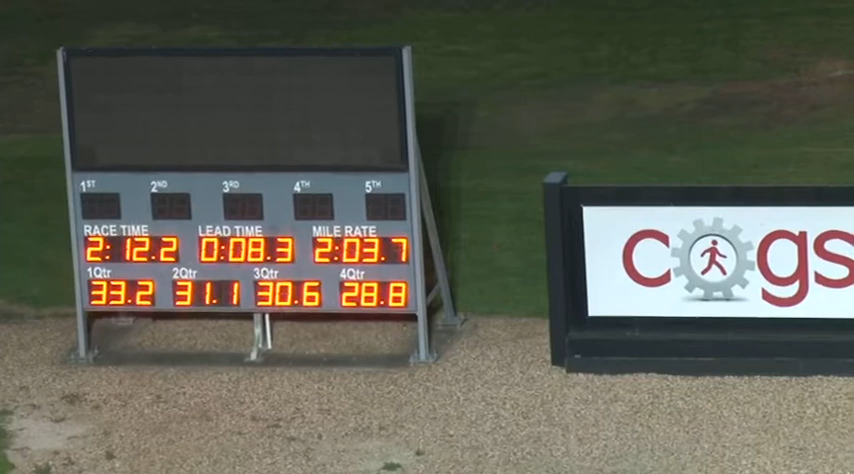 1ST 2ND 3RD 4TH 5TH
RACE TIME LEAD TIME MILE RATE
2:12.2 0:08.3 2:03.7
1Qtr 2Qtr 3Qtr 4Qtr
33.2 31.1 30.6 28.8
cogs